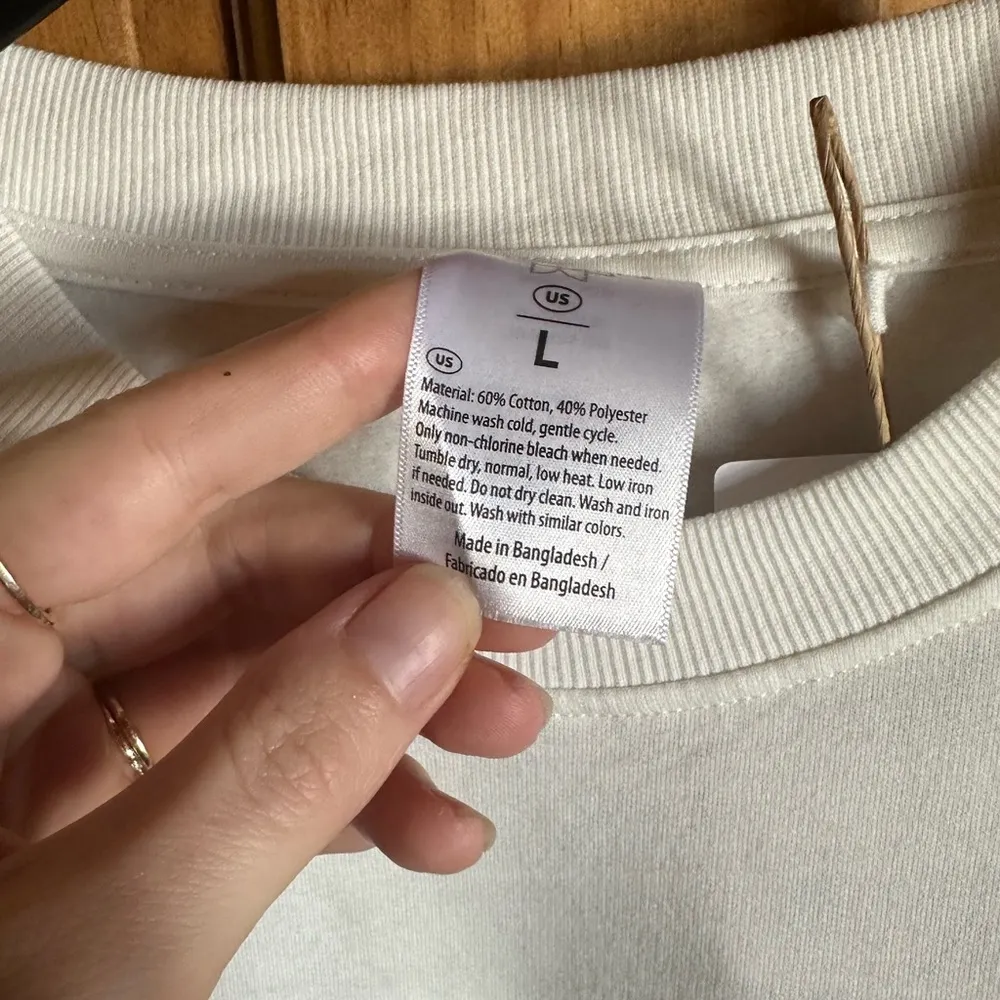 US
L
US
Material: 60% Cotton, 40% Polyester
Machine wash cold, gentle cycle.
Only non-chlorine bleach when needed.
Tumble dry, normal, low heat. Low iron
if needed. Do not dry clean. Wash and iron
inside out. Wash with similar colors.
Made in Bangladesh /
Fabricado en Bangladesh